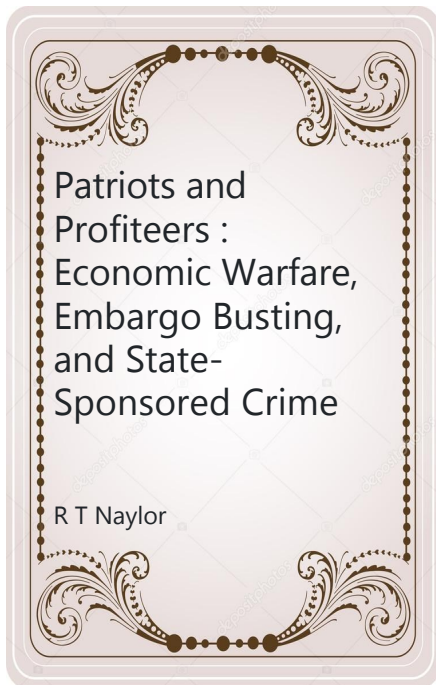 Patriots and
Profiteers :
Economic Warfare,
Embargo Busting,
and State-
Sponsored Crime
R T Naylor